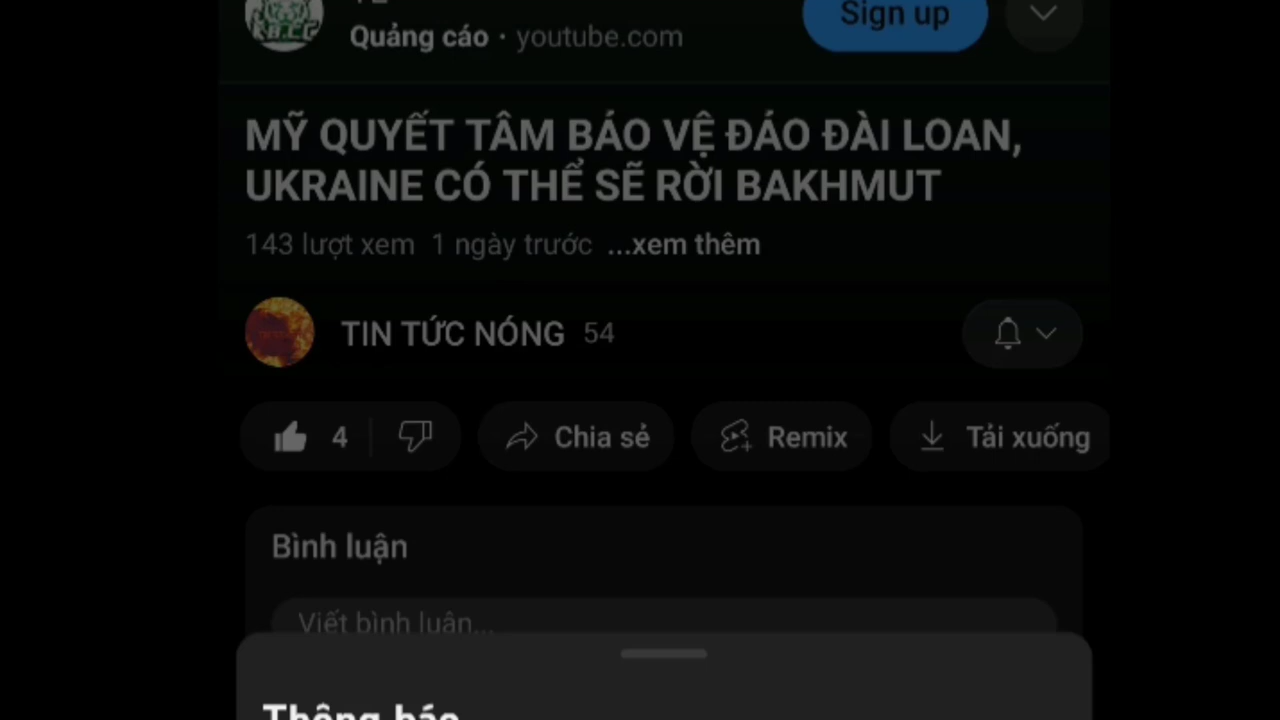 Quảng cáo · youtube.com
Sign up
MỸ QUYẾT TÂM BẢO VỆ ĐẢO ĐÀI LOAN,
UKRAINE CÓ THỂ SẼ RỜI BAKHMUT
143 lượt xem 1 ngày trước ...xem thêm
TIN TỨC NÓNG 54
4 Chia sẻ Remix Tải xuống
Bình luận
Viết bình luận...
Thông báo